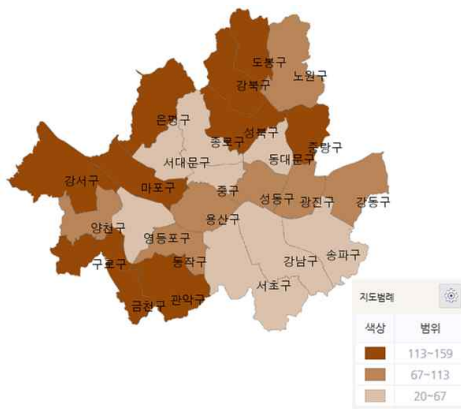 도봉구
노원구
강북구
은평구
종로구
성북구
중랑구
동대문구
서대문구
강서구
마포구
중구
성동구
광진구
강동구
양천구
용산구
영등포구
동작구
강남구
송파구
구로구
서초구
금천구
관악구
지도범례
색상 범위
113~159
67~113
20~67